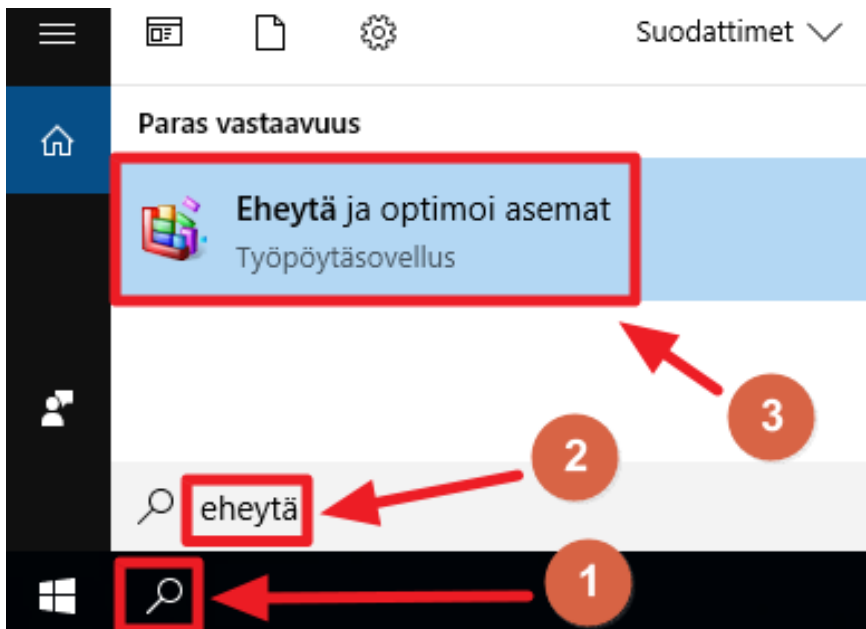 Suodattimet
Paras vastaavuus
Eheytä ja optimoi asemat
Työpöytäsovellus
3
2
eheytä
1